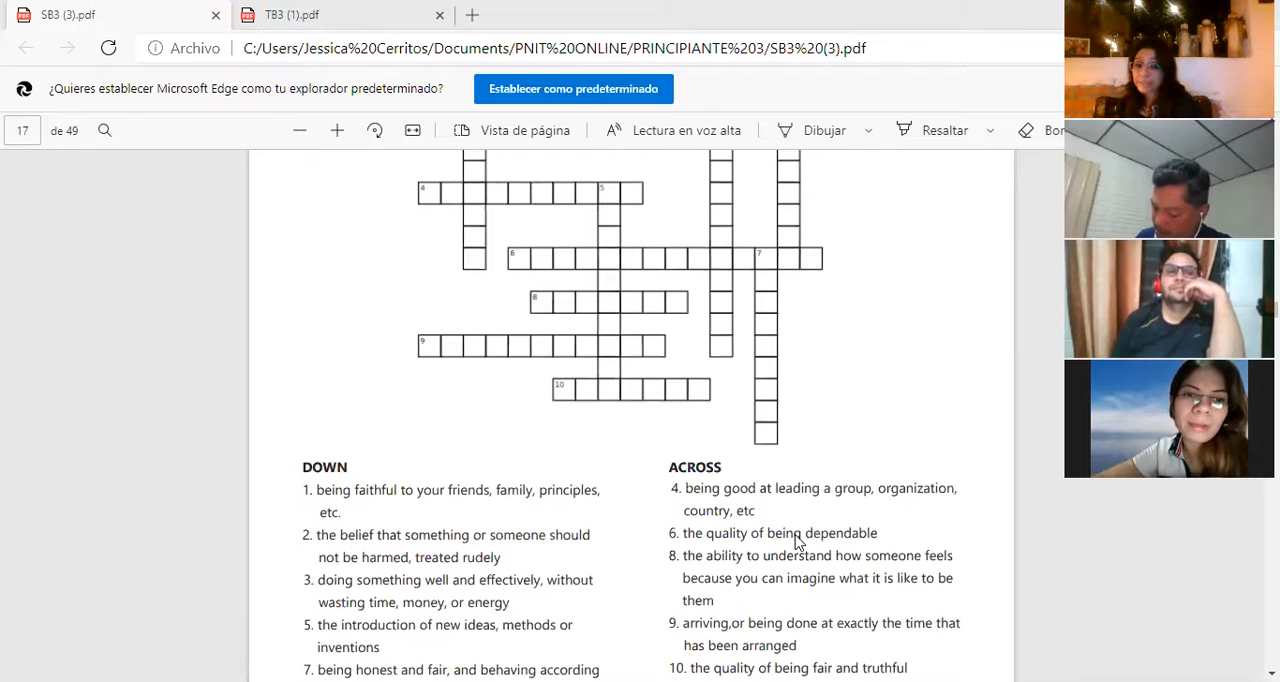 SB3 (3).pdf
TB3 (1).pdf
Archivo
C:/Users/Jessica%20Cerritos/Documents/PNIT%20ONLINE/PRINCIPIANTE%203/SB3%20(3).pdf
¿Quieres establecer Microsoft Edge como tu explorador predeterminado?
Establecer como predeterminado
17 de 49
Vista de página
Lectura en voz alta
Dibujar
Resaltar
Bor
4 5
6 7
8
9
10
DOWN
1. being faithful to your friends, family, principles,
etc.
2. the belief that something or someone should
not be harmed, treated rudely
3. doing something well and effectively, without
wasting time, money, or energy
5. the introduction of new ideas, methods or
inventions
7. being honest and fair, and behaving according
ACROSS
4. being good at leading a group, organization,
country, etc
6. the quality of being dependable
8. the ability to understand how someone feels
because you can imagine what it is like to be
them
9. arriving,or being done at exactly the time that
has been arranged
10. the quality of being fair and truthful